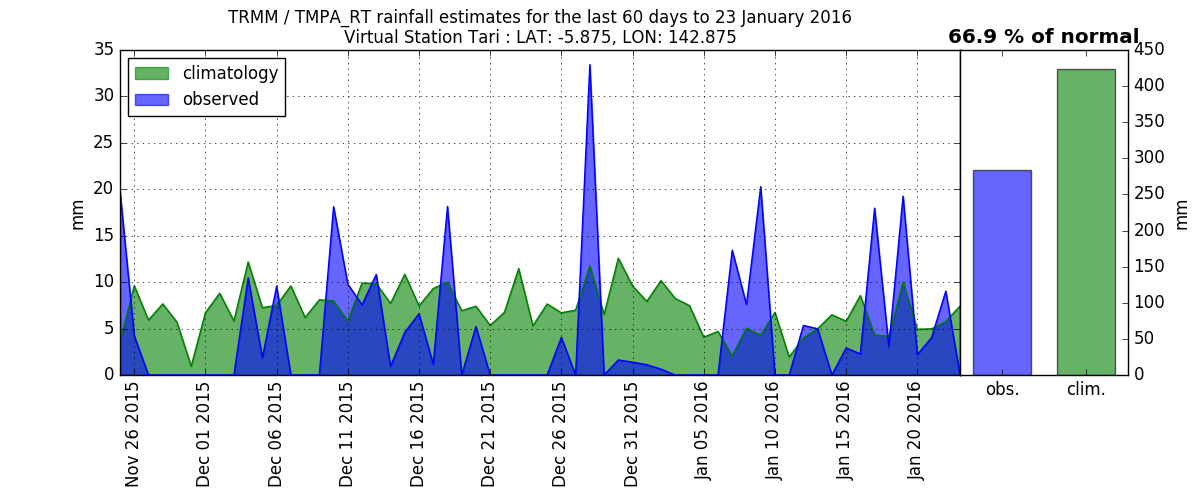 TRMM / TMPA_RT rainfall estimates for the last 60 days to 23 January 2016
Virtual Station Tari : LAT: -5.875, LON: 142.875
66.9 % of normal
climatology
observed
mm
35
30
25
20
15
10
5
0
Nov 26 2015
Dec 01 2015
Dec 06 2015
Dec 11 2015
Dec 16 2015
Dec 21 2015
Dec 26 2015
Dec 31 2015
Jan 05 2016
Jan 10 2016
Jan 15 2016
Jan 20 2016
obs.
clim.
450
400
350
300
250
200
150
100
50
0
mm